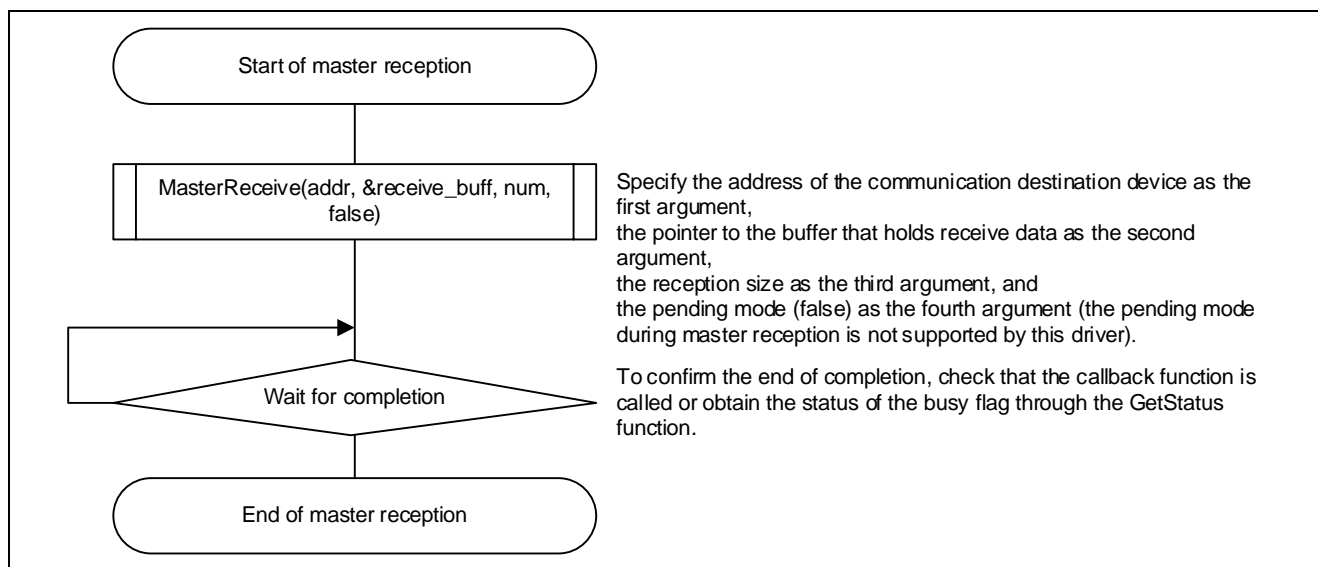 Start of master reception
MasterReceive(addr, &receive_buff, num,
false)
Specify the address of the communication destination device as the
first argument,
the pointer to the buffer that holds receive data as the second
argument,
the reception size as the third argument, and
the pending mode (false) as the fourth argument (the pending mode
during master reception is not supported by this driver).
Wait for completion
To confirm the end of completion, check that the callback function is
called or obtain the status of the busy flag through the GetStatus
function.
End of master reception